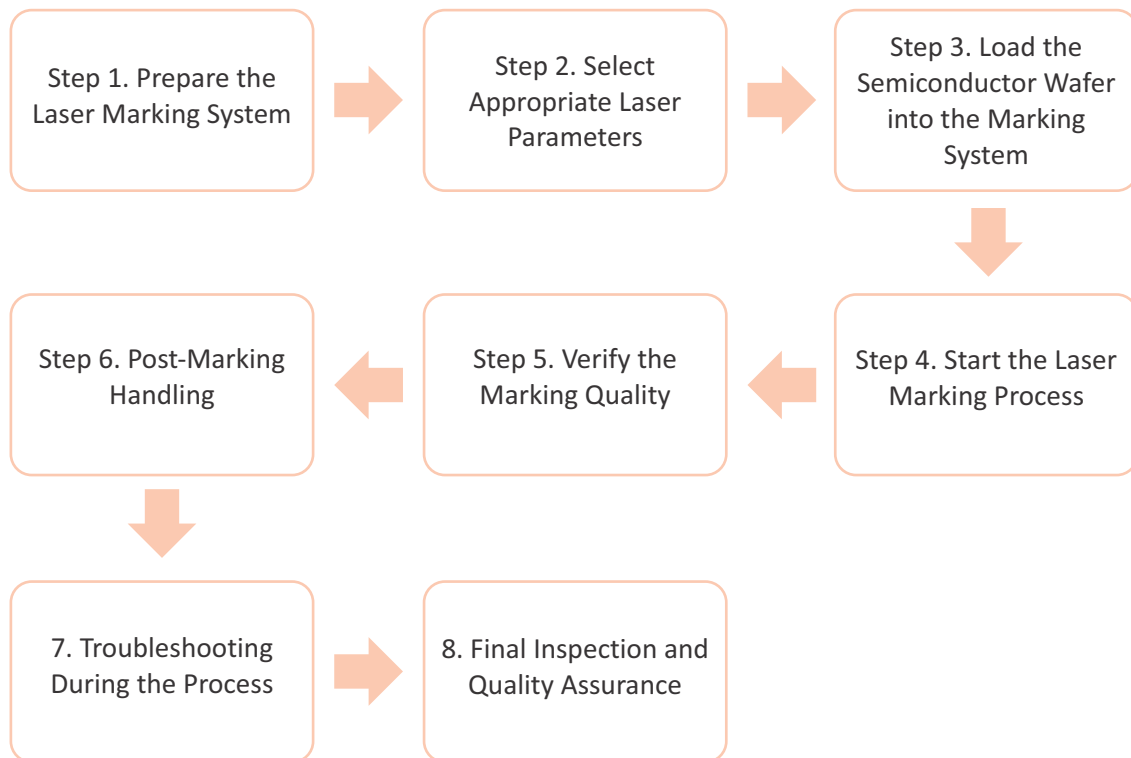 Step 1. Prepare the
Laser Marking System
Step 2. Select
Appropriate Laser
Parameters
Step 3. Load the
Semiconductor Wafer
into the Marking
System
Step 4. Start the Laser
Marking Process
Step 5. Verify the
Marking Quality
Step 6. Post-Marking
Handling
7. Troubleshooting
During the Process
8. Final Inspection and
Quality Assurance